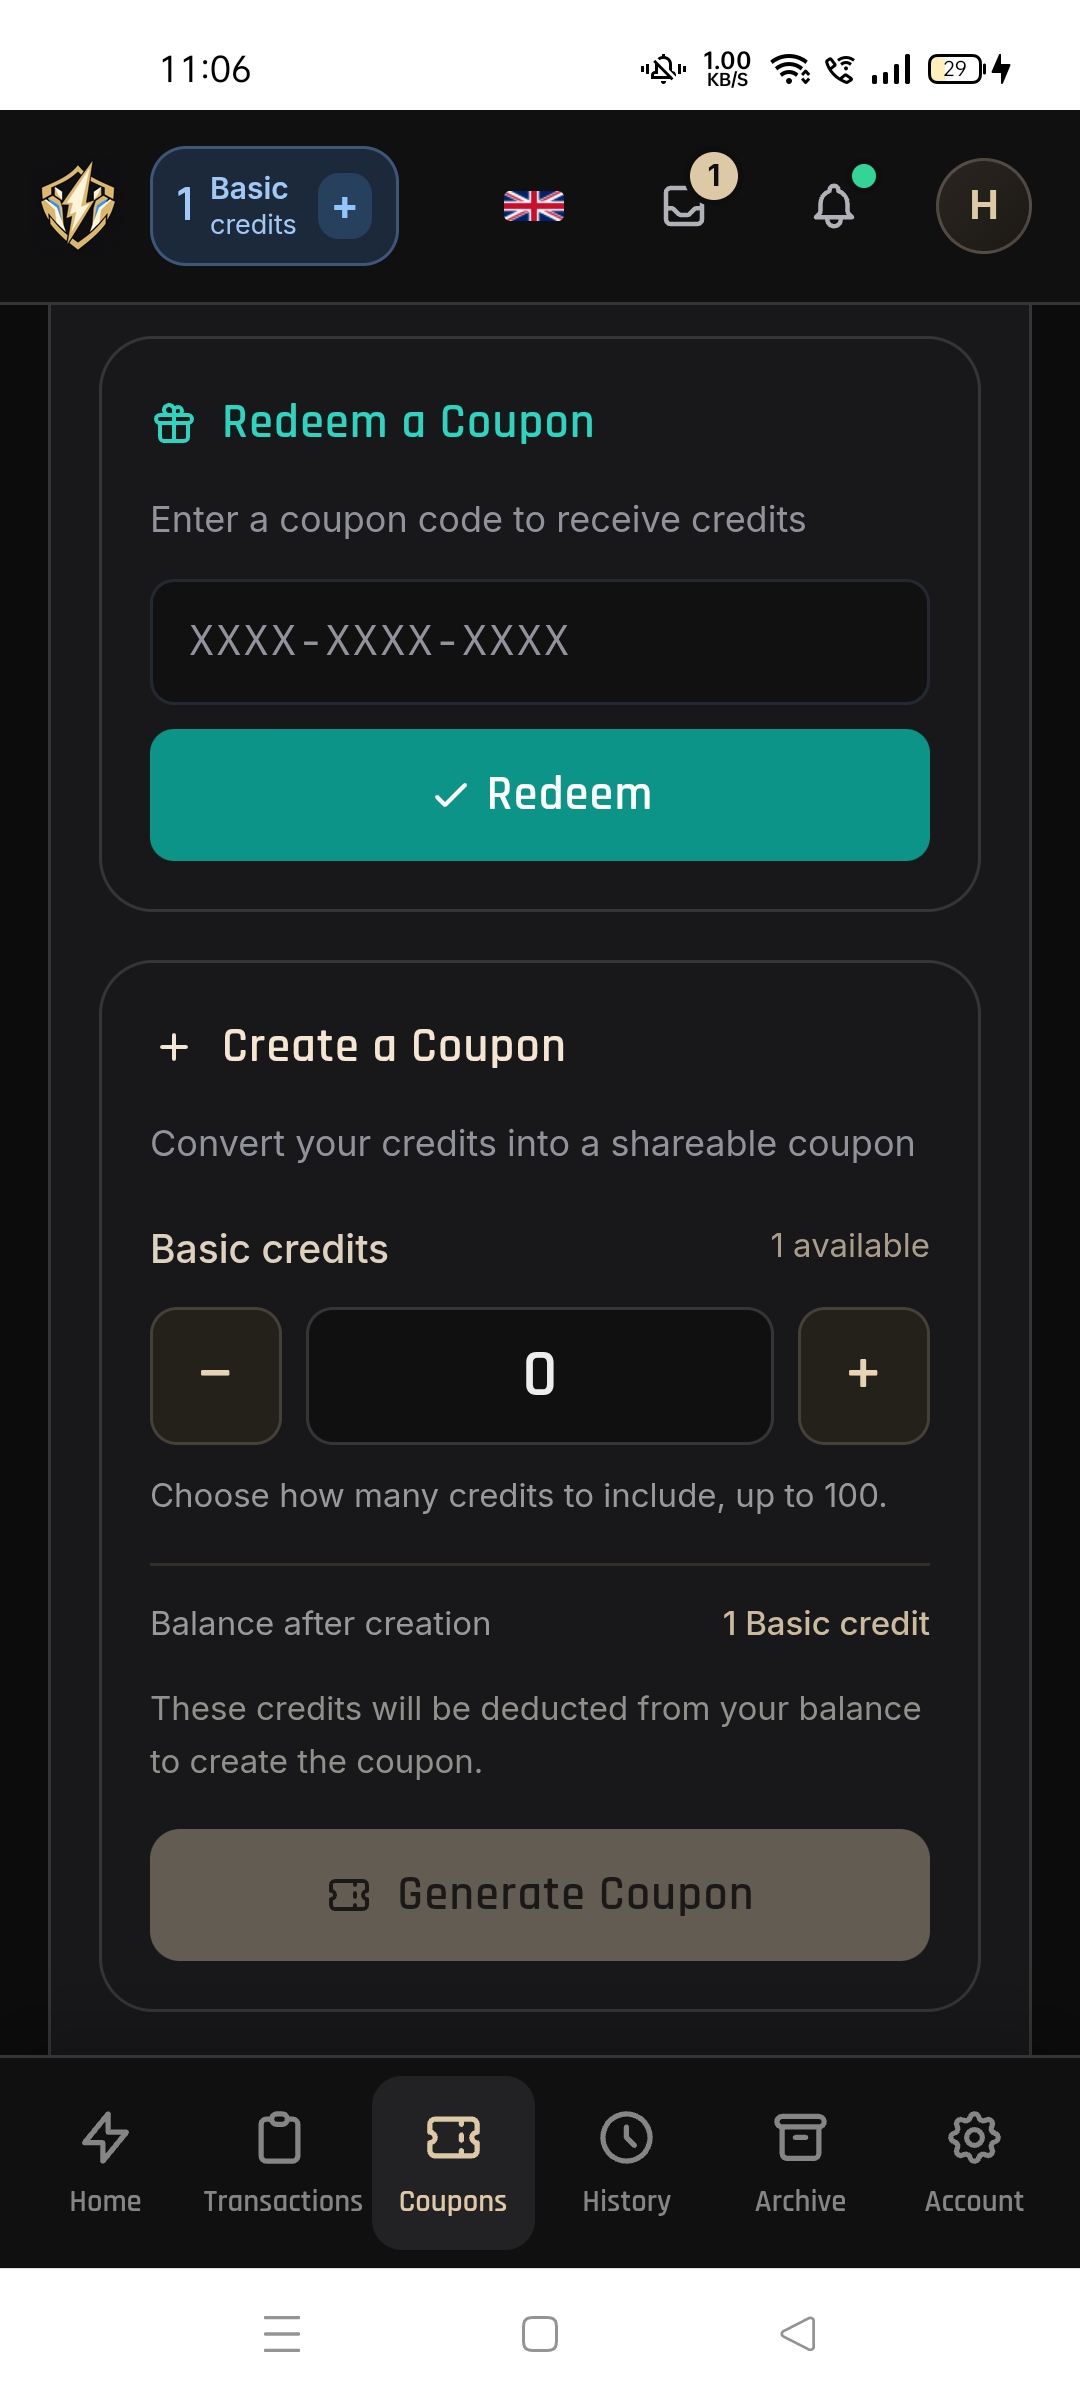 11:06
1.00
KB/S
29
1 Basic
credits
+
1
H
Redeem a Coupon
Enter a coupon code to receive credits
XXXX-XXXX-XXXX
Redeem
Create a Coupon
Convert your credits into a shareable coupon
Basic credits
1 available
0
Choose how many credits to include, up to 100.
Balance after creation
1 Basic credit
These credits will be deducted from your balance
to create the coupon.
Generate Coupon
Home
Transactions
Coupons
History
Archive
Account